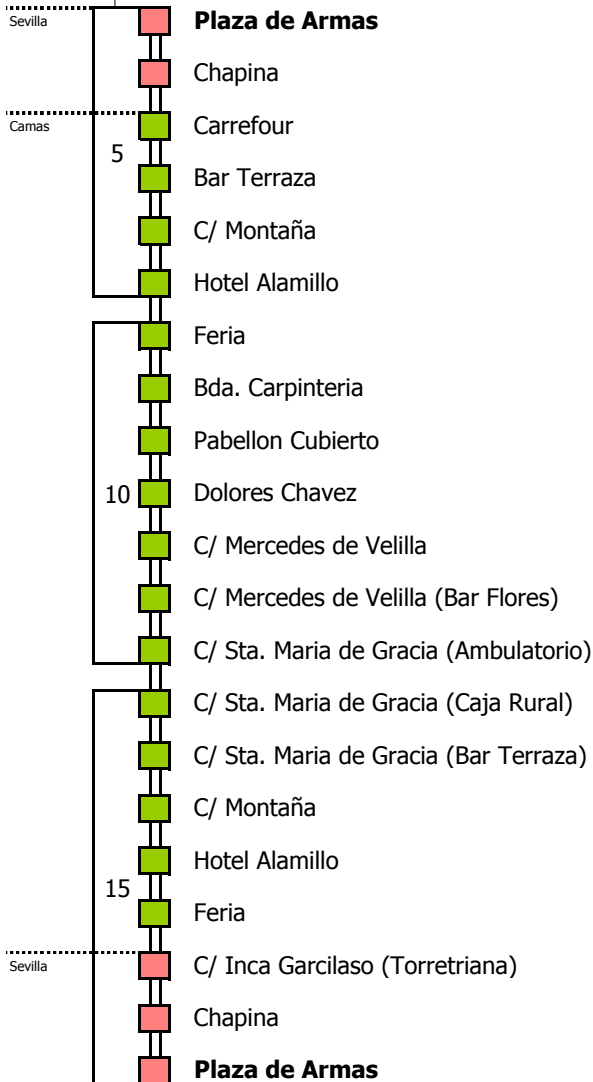 Sevilla
Plaza de Armas
Chapina
Camas
Carrefour
5
Bar Terraza
C/ Montaña
Hotel Alamillo
Feria
Bda. Carpinteria
Pabellon Cubierto
10
Dolores Chavez
C/ Mercedes de Velilla
C/ Mercedes de Velilla (Bar Flores)
C/ Sta. Maria de Gracia (Ambulatorio)
C/ Sta. Maria de Gracia (Caja Rural)
C/ Sta. Maria de Gracia (Bar Terraza)
C/ Montaña
Hotel Alamillo
15
Feria
Sevilla
C/ Inca Garcilaso (Torretriana)
Chapina
Plaza de Armas